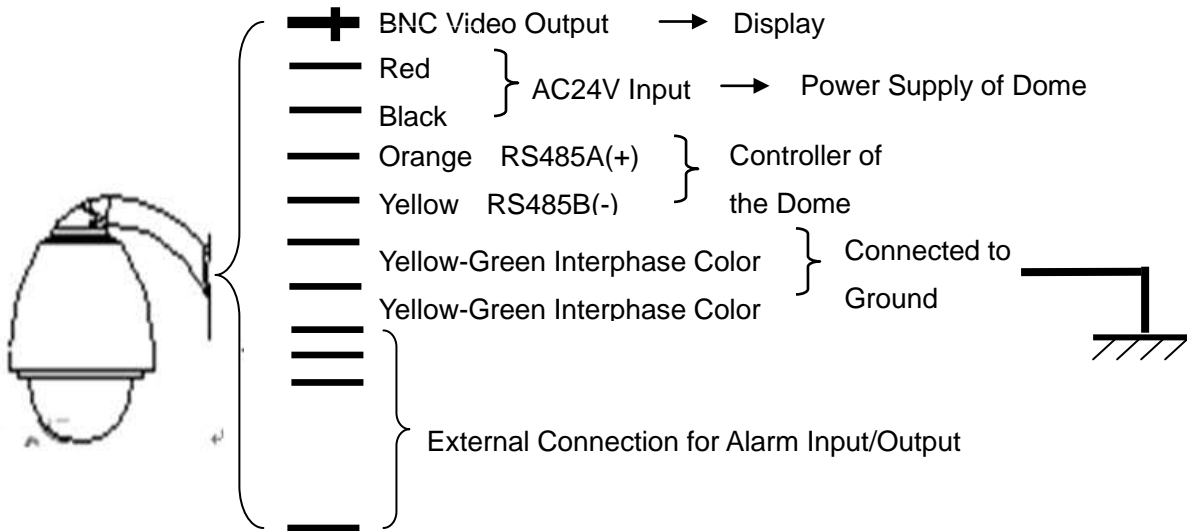 BNC Video Output → Display
Red
AC24V Input → Power Supply of Dome
Black
Orange RS485A(+)
Controller of
Yellow RS485B(-)
the Dome
Yellow-Green Interphase Color
Connected to
Ground
Yellow-Green Interphase Color
External Connection for Alarm Input/Output